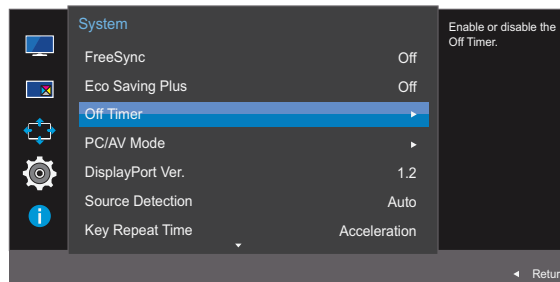 System
FreeSync Off
Eco Saving Plus Off
Off Timer
PC/AV Mode
DisplayPort Ver. 1.2
Source Detection Auto
Key Repeat Time Acceleration
Enable or disable the
Off Timer.
Retur